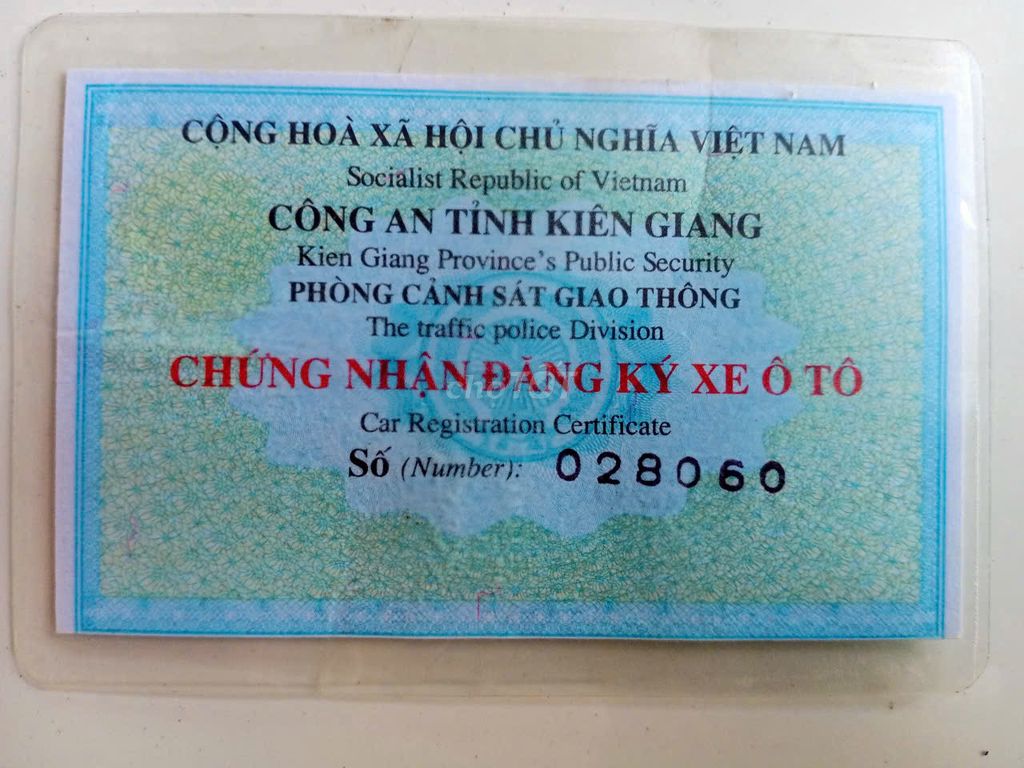 CỘNG HOÀ XÃ HỘI CHỦ NGHĨA VIỆT NAM
Socialist Republic of Vietnam
CÔNG AN TỈNH KIÊN GIANG
Kien Giang Province's Public Security
PHÒNG CẢNH SÁT GIAO THÔNG
The traffic police Division
CHỨNG NHẬN ĐĂNG KÝ XE Ô TÔ
Car Registration Certificate
Số (Number): 028060